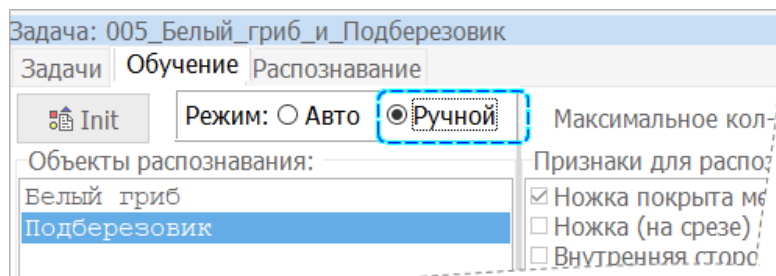 Задача: 005_Белый_гриб_и_Подберезовик
Задачи Обучение Распознавание
Init Режим: Авто Ручной Максимальное кол-
Объекты распознавания: Признаки для распоз
Белый гриб Ножка покрыта ме
Подберезовик Ножка (на срезе)
Внутренняя сторо